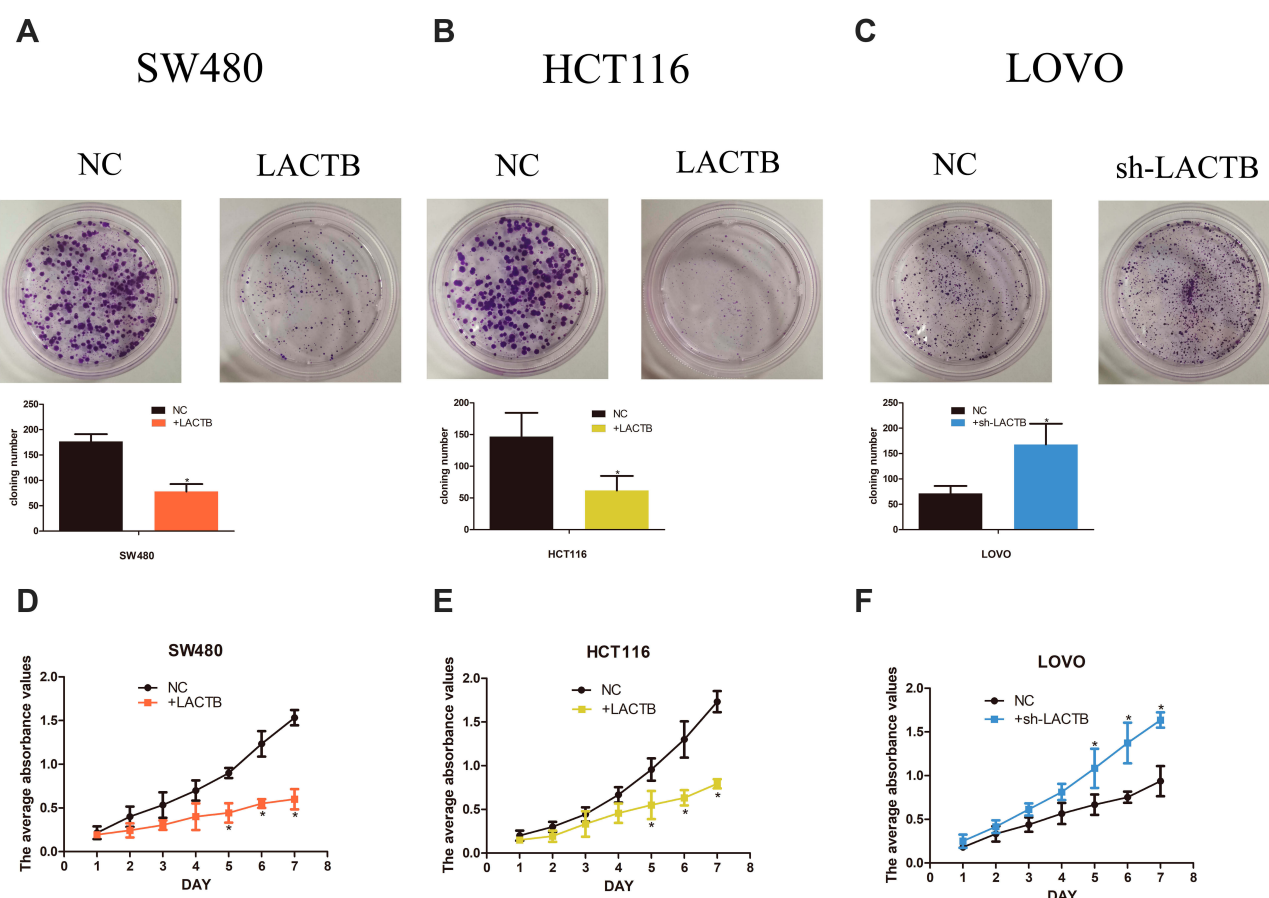 A
B
C
SW480
HCT116
LOVO
NC
LACTB
NC
LACTB
NC
sh-LACTB
cloning number
250
200
150
100
50
0
NC
+LACTB
*
SW480
cloning number
200
150
100
50
0
NC
+LACTB
*
HCT116
cloning number
250
200
150
100
50
0
NC
+sh-LACTB
*
LOVO
D
E
F
SW480
The average absorbance values
2.0
1.5
1.0
0.5
0.0
NC
+LACTB
* * *
0 1 2 3 4 5 6 7 8
DAY
HCT116
The average absorbance values
2.0
1.5
1.0
0.5
0.0
NC
+LACTB
* * *
0 1 2 3 4 5 6 7 8
DAY
LOVO
The average absorbance values
2.0
1.5
1.0
0.5
0.0
NC
+sh-LACTB
* * *
0 1 2 3 4 5 6 7 8
DAY